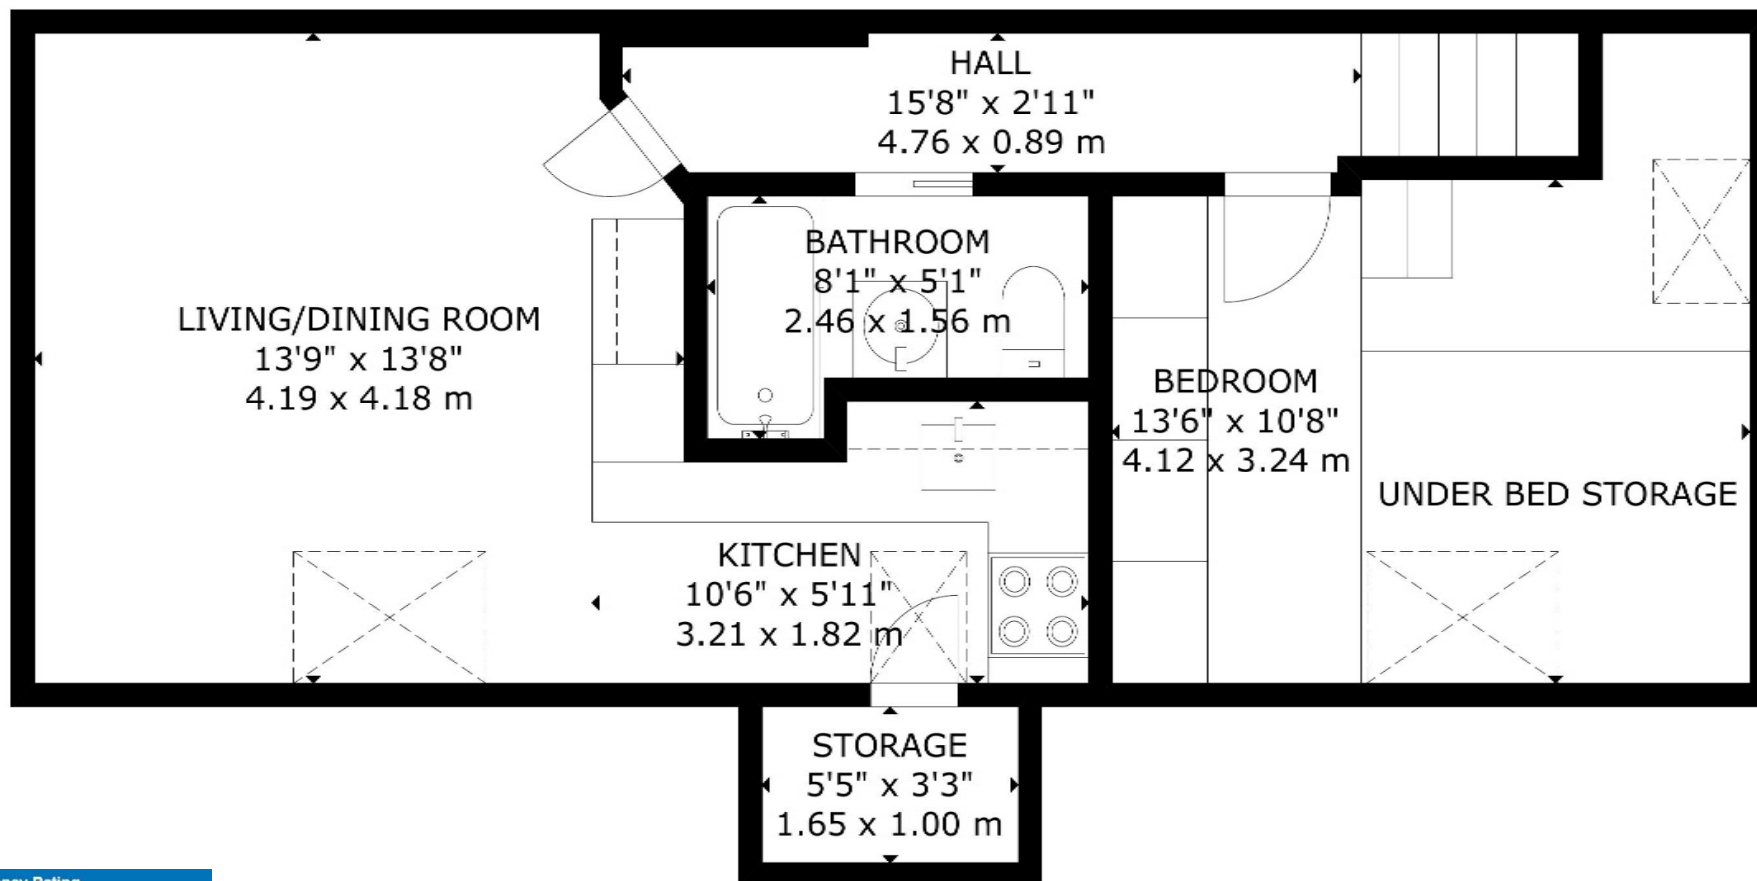 HALL
15'8" x 2'11"
4.76 x 0.89 m
BATHROOM
8'1" x 5'1"
2.46 x 1.56 m
LIVING/DINING ROOM
13'9" x 13'8"
4.19 x 4.18 m
BEDROOM
13'6" x 10'8"
4.12 x 3.24 m
UNDER BED STORAGE
KITCHEN
10'6" x 5'11"
3.21 x 1.82 m
STORAGE
5'5" x 3'3"
1.65 x 1.00 m